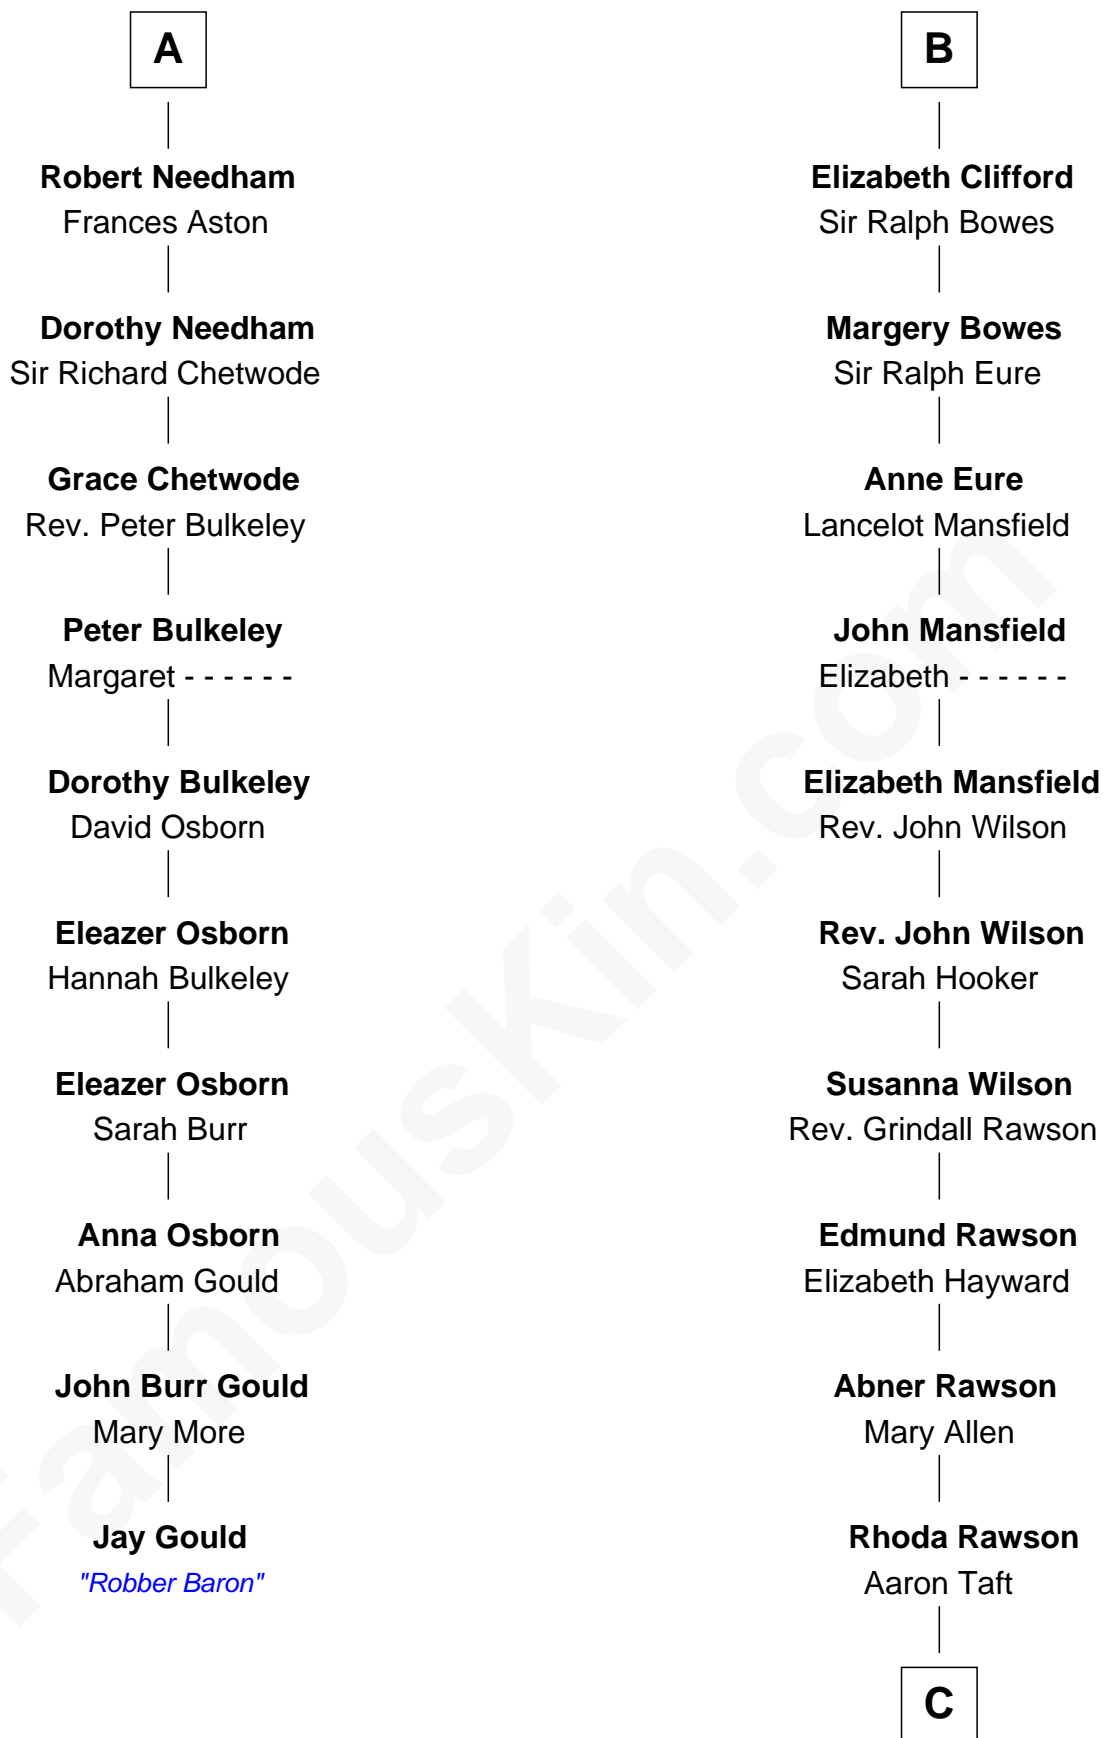 A
Robert Needham
Frances Aston
Dorothy Needham
Sir Richard Chetwode
Grace Chetwode
Rev. Peter Bulkeley
Peter Bulkeley
Margaret - - - - - -
Dorothy Bulkeley
David Osborn
Eleazer Osborn
Hannah Bulkeley
Eleazer Osborn
Sarah Burr
Anna Osborn
Abraham Gould
John Burr Gould
Mary More
Jay Gould
"Robber Baron"
B
Elizabeth Clifford
Sir Ralph Bowes
Margery Bowes
Sir Ralph Eure
Anne Eure
Lancelot Mansfield
John Mansfield
Elizabeth - - - - - -
Elizabeth Mansfield
Rev. John Wilson
Rev. John Wilson
Sarah Hooker
Susanna Wilson
Rev. Grindall Rawson
Edmund Rawson
Elizabeth Hayward
Abner Rawson
Mary Allen
Rhoda Rawson
Aaron Taft
C
FamousKin.com